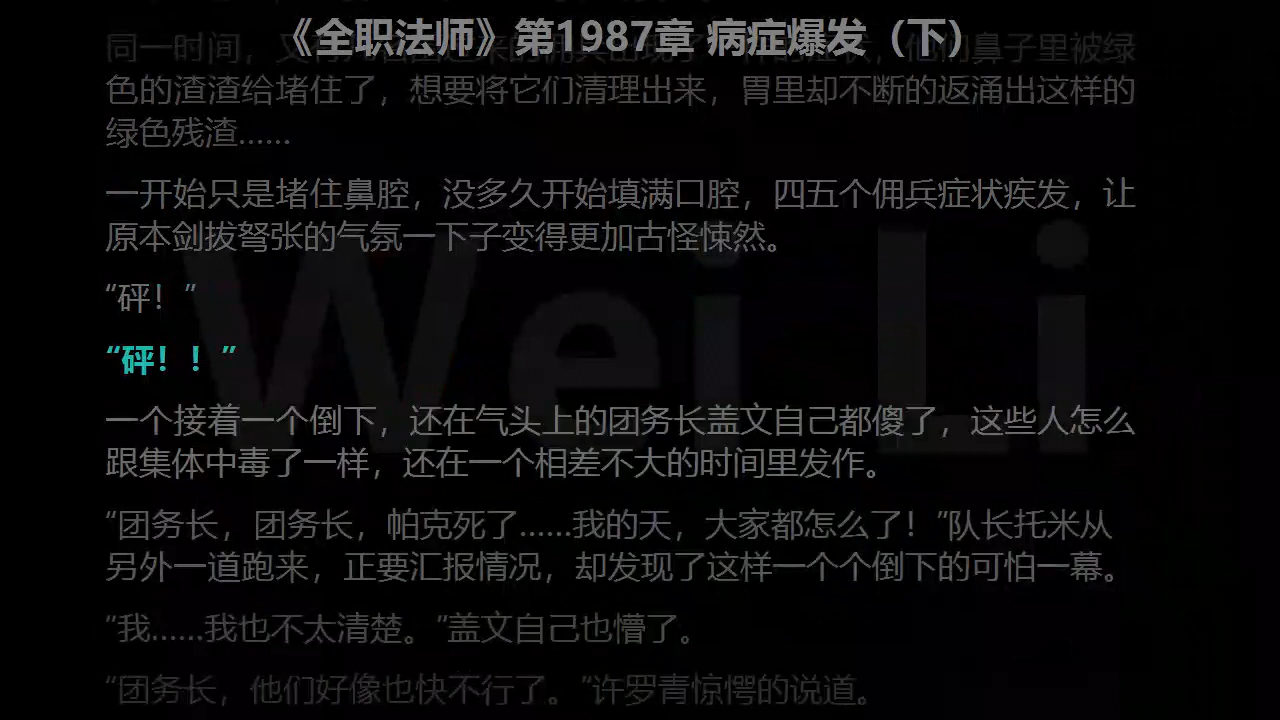 《全职法师》第1987章 病症爆发（下）
同一时间，又有
他们鼻子里被绿
色的渣渣给堵住了，想要将它们清理出来，胃里却不断的返涌出这样的
绿色残渣……
一开始只是堵住鼻腔，没多久开始填满口腔，四五个佣兵症状疾发，让
原本剑拔弩张的气氛一下子变得更加古怪悚然。
“砰！”
“砰！！”
一个接着一个倒下，还在气头上的团务长盖文自己都傻了，这些人怎么
跟集体中毒了一样，还在一个相差不大的时间里发作。
“团务长，团务长，帕克死了……我的天，大家都怎么了！”队长托米从
另外一道跑来，正要汇报情况，却发现了这样一个个倒下的可怕一幕。
“我……我也不太清楚。”盖文自己也懵了。
“团务长，他们好像也快不行了。”许罗青惊愕的说道。
Wei Li